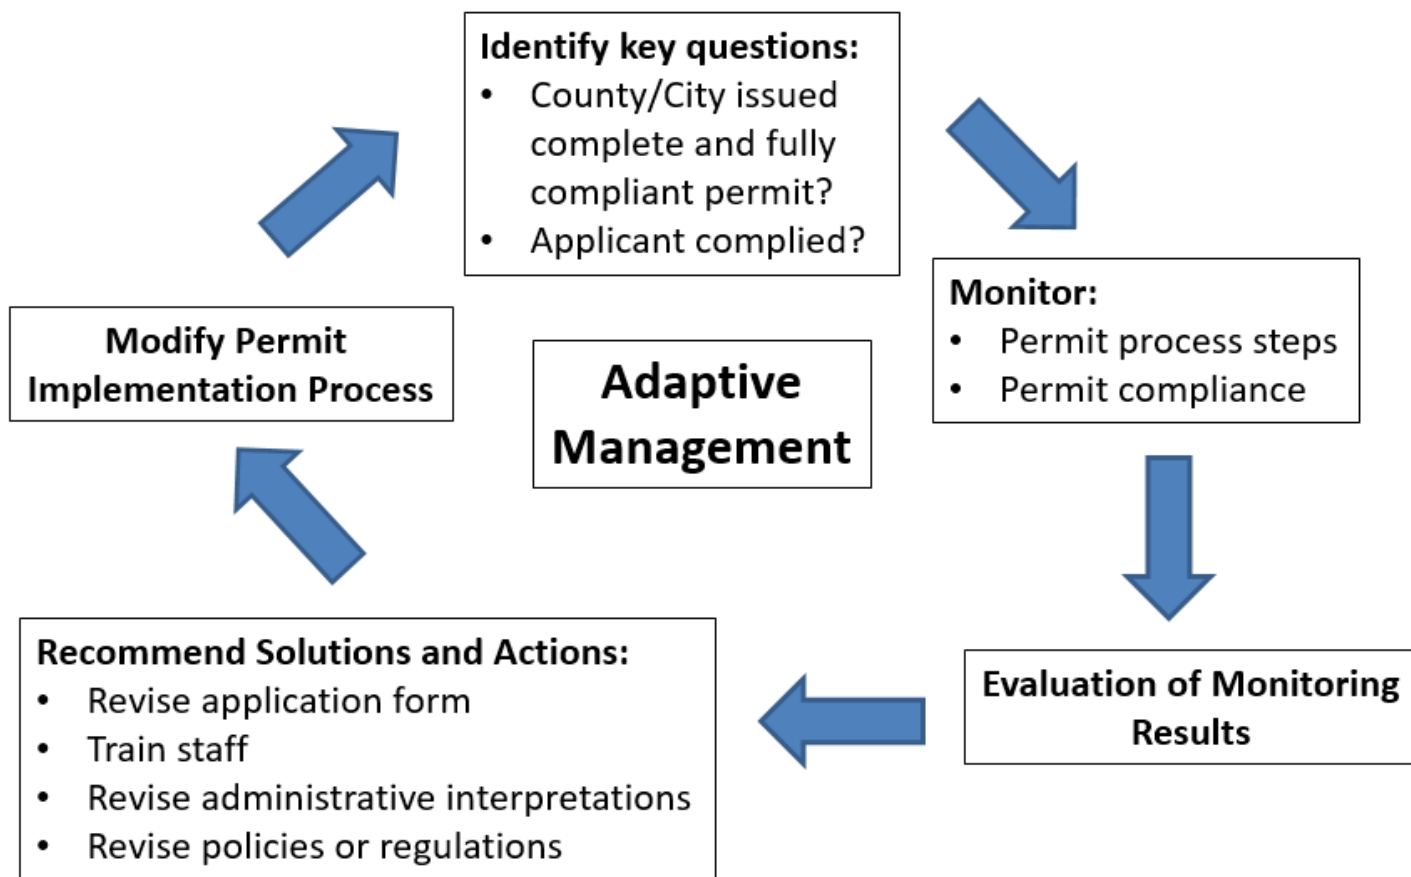 Identify key questions:
• County/City issued
complete and fully
compliant permit?
• Applicant complied?
Monitor:
• Permit process steps
• Permit compliance
Evaluation of Monitoring
Results
Recommend Solutions and Actions:
• Revise application form
• Train staff
• Revise administrative interpretations
• Revise policies or regulations
Modify Permit
Implementation Process
Adaptive
Management